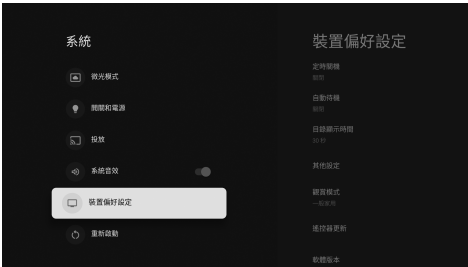 系統
微光模式
開關和電源
投放
系統音效
裝置偏好設定
重新啟動
裝置偏好設定
定時關機
關閉
自動待機
關閉
目錄顯示時間
30 秒
其他設定
觀賞模式
一般家用
遙控器更新
軟體版本